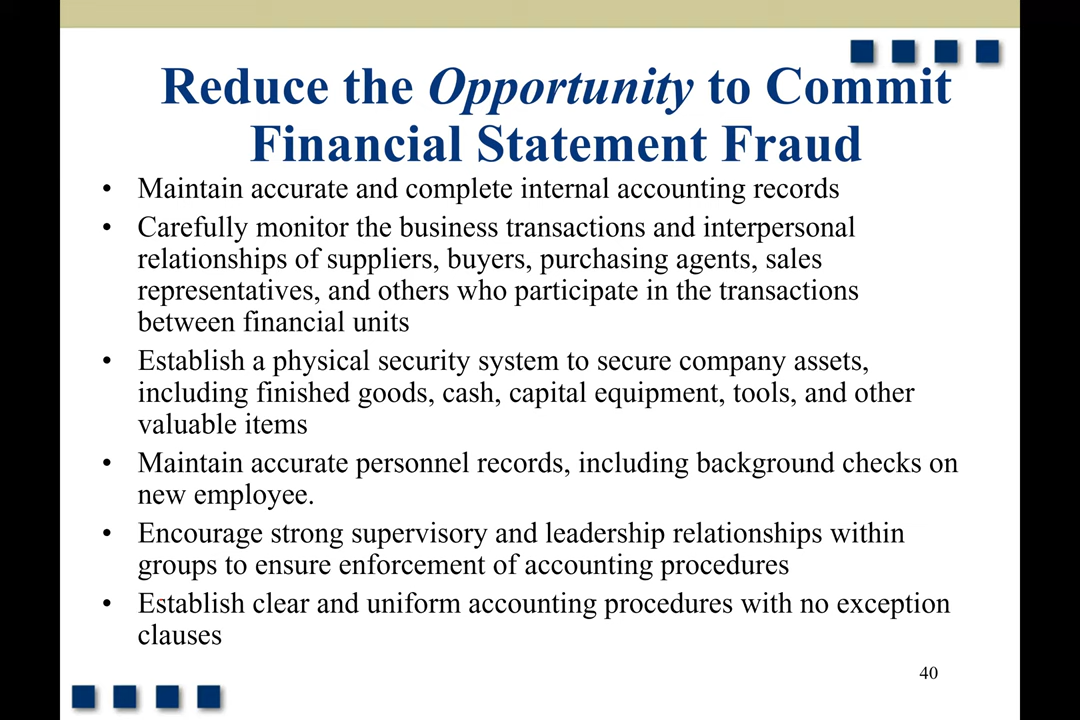 Reduce the Opportunity to Commit
Financial Statement Fraud
• Maintain accurate and complete internal accounting records
• Carefully monitor the business transactions and interpersonal
relationships of suppliers, buyers, purchasing agents, sales
representatives, and others who participate in the transactions
between financial units
• Establish a physical security system to secure company assets,
including finished goods, cash, capital equipment, tools, and other
valuable items
• Maintain accurate personnel records, including background checks on
new employee.
• Encourage strong supervisory and leadership relationships within
groups to ensure enforcement of accounting procedures
• Establish clear and uniform accounting procedures with no exception
clauses
40